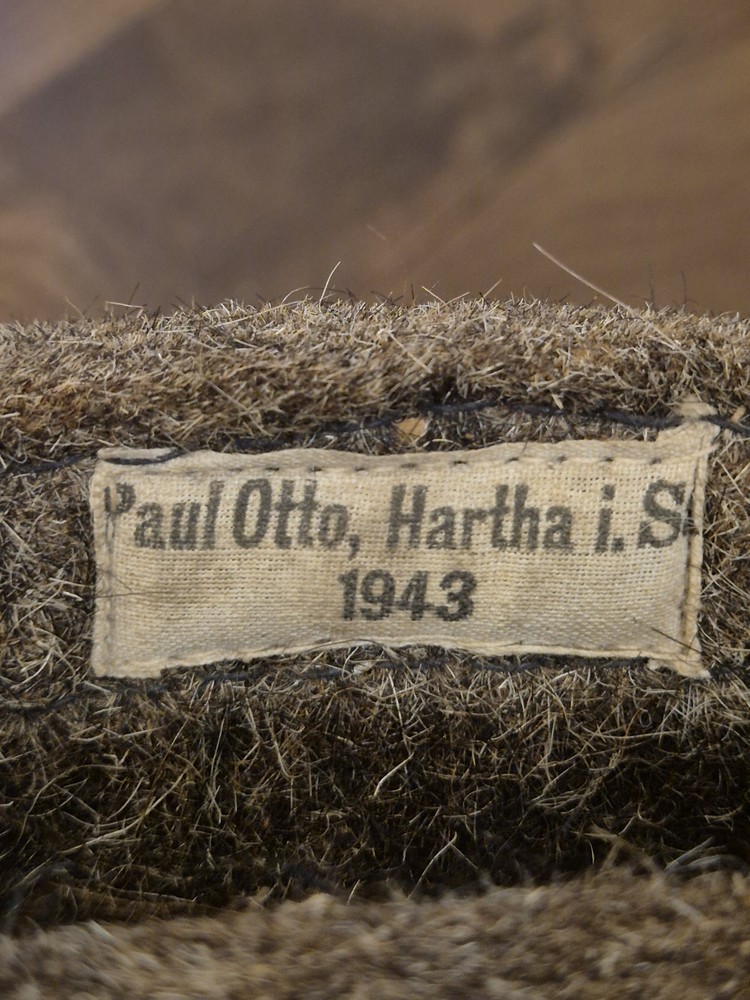 Paul Otto, Hartha i. S
1943